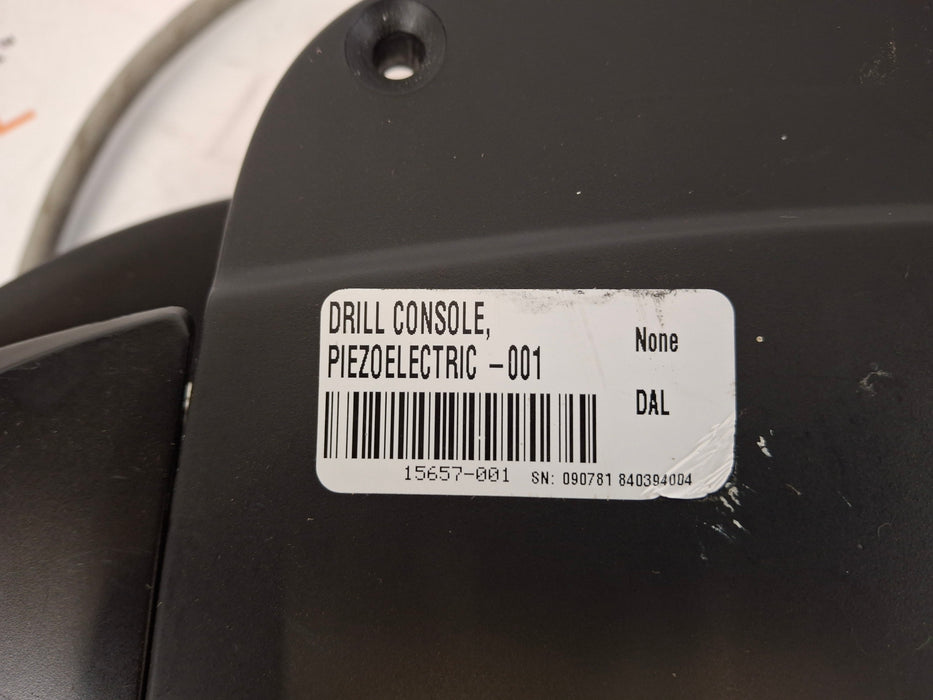 DRILL CONSOLE,
PIEZOELECTRIC -001
None
DAL
15657-001 SN: 090781 840394004